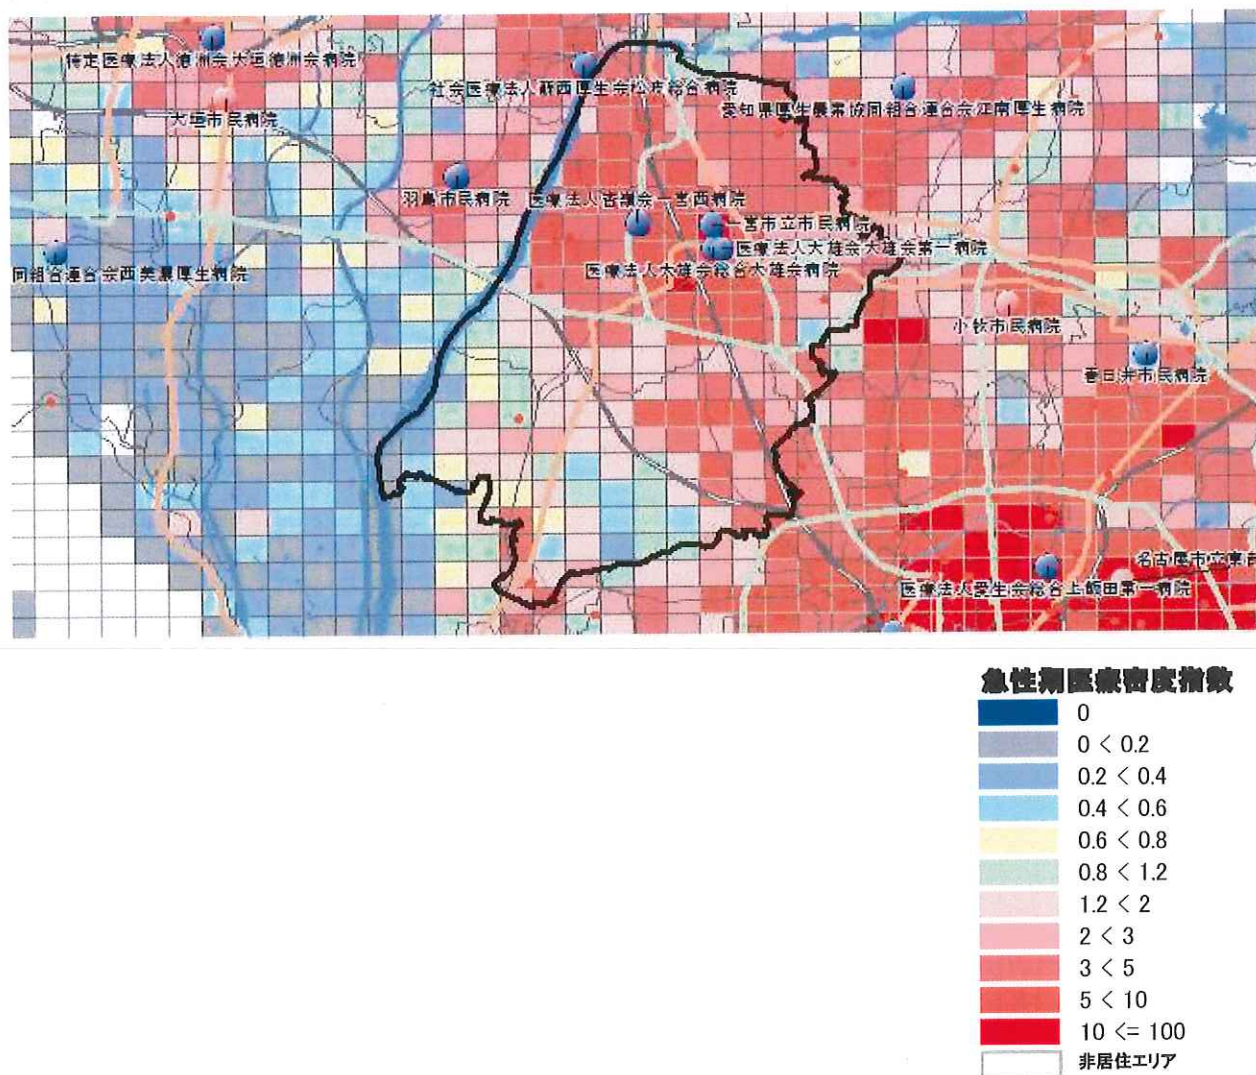 特定医療法人徳洲会大垣徳洲会病院
社会医療法人蘇西厚生会松波総合病院
愛知県厚生農業協同組合連合会江南厚生病院
大垣市民病院
羽島市民病院
医療法人杏嶺会一宮西病院
一宮市立市民病院
医療法人大雄会大雄会第一病院
同組合連合会西美濃厚生病院
医療法人大雄会総合大雄会病院
小牧市民病院
春日井市民病院
名古屋市立東
医療法人愛生会総合上飯田第一病院
急性期医療密度指数
0
0 < 0.2
0.2 < 0.4
0.4 < 0.6
0.6 < 0.8
0.8 < 1.2
1.2 < 2
2 < 3
3 < 5
5 < 10
10 <= 100
非居住エリア